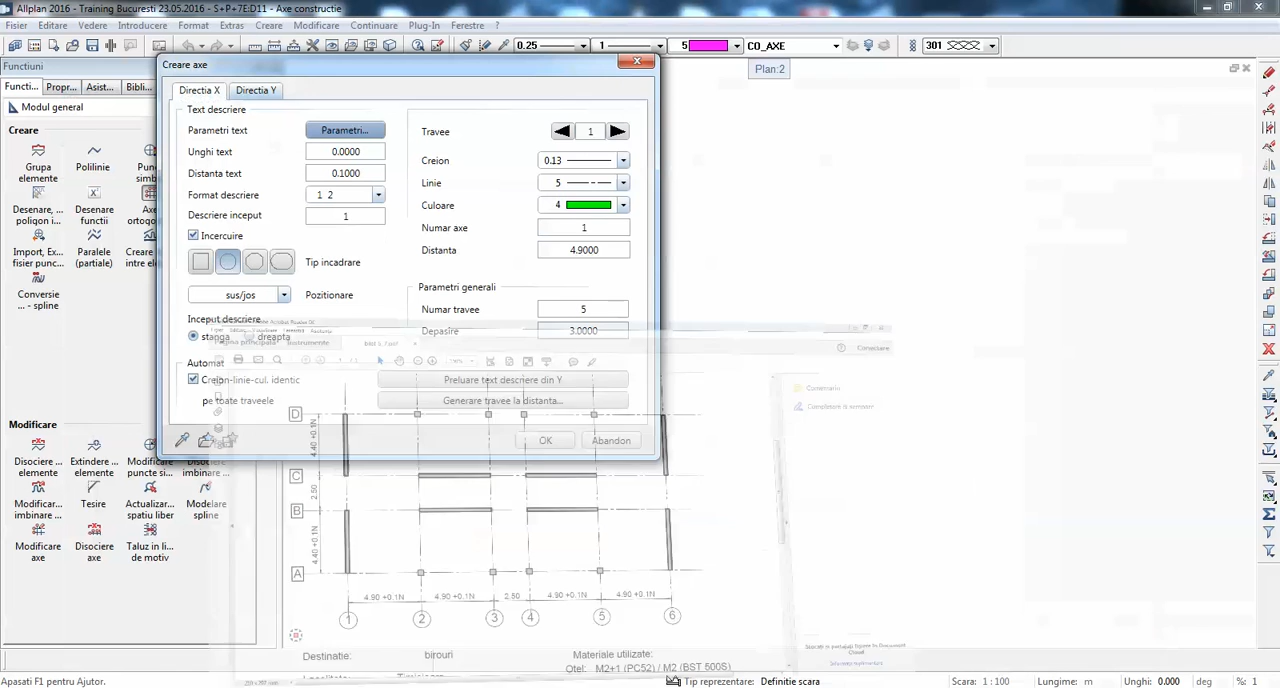 Allplan 2016 - Training Bucuresti 23.05.2016 - S+P+7E:D11 - Axe constructie
Fisier Editare Vizualizare Introducere Format Extras Creare Modificare Continuare Plug-In Ferestre ?
0.25 1 5 CO_AXE 301
Functiuni
Functi... Propr... Asist... Bibli...
Modul general
Creare
Grupa elemente
Polilinie
Desenare, ... poligon i...
Desenare functii
Import, Ex... fisier punc...
Paralele (partiale)
Conversie ... - spline
Modificare
Disociere ... elemente
Extindere ... elemente
Modificare puncte si...
Modificar... imbinare ...
Tesire
Actualizar... spatiu liber
Modelare spline
Modificare axe
Disociere axe
Taluz in li... de motiv
Plan:2
Creare axe
Directia X Directia Y
Text descriere
Parametri text Parametri...
Unghi text 0.0000
Distanta text 0.1000
Format descriere 1 2
Descriere inceput 1
Incercuire
Tip incadrare
sus/jos Pozitionare
Inceput descriere
stanga dreapta
Automat
Creion-linie-cul. identic
pe toate traveele
Travee 1
Creion 0.13
Linie 5
Culoare 4
Numar axe 1
Distanta 4.9000
Parametri generali
Numar travee 5
Depasire 3.0000
Preluare text descriere din Y
Generare travee la distanta...
OK Abandon
Conectare
Comentariu
D
4.40 +0.1N
C
2.50
B
4.40 +0.1N
A
4.90 +0.1N 4.90 +0.1N 2.50 4.90 +0.1N 4.90 +0.1N
1 2 3 4 5 6
Destinatie: birouri
Materiale utilizate:
Otel: M2+1 (PC52) / M2 (BST 500S)
Apasati F1 pentru Ajutor.
Tip reprezentare: Definitie scara Scara: 1 : 100 Lungime: m Unghi: 0.000 deg %: 1